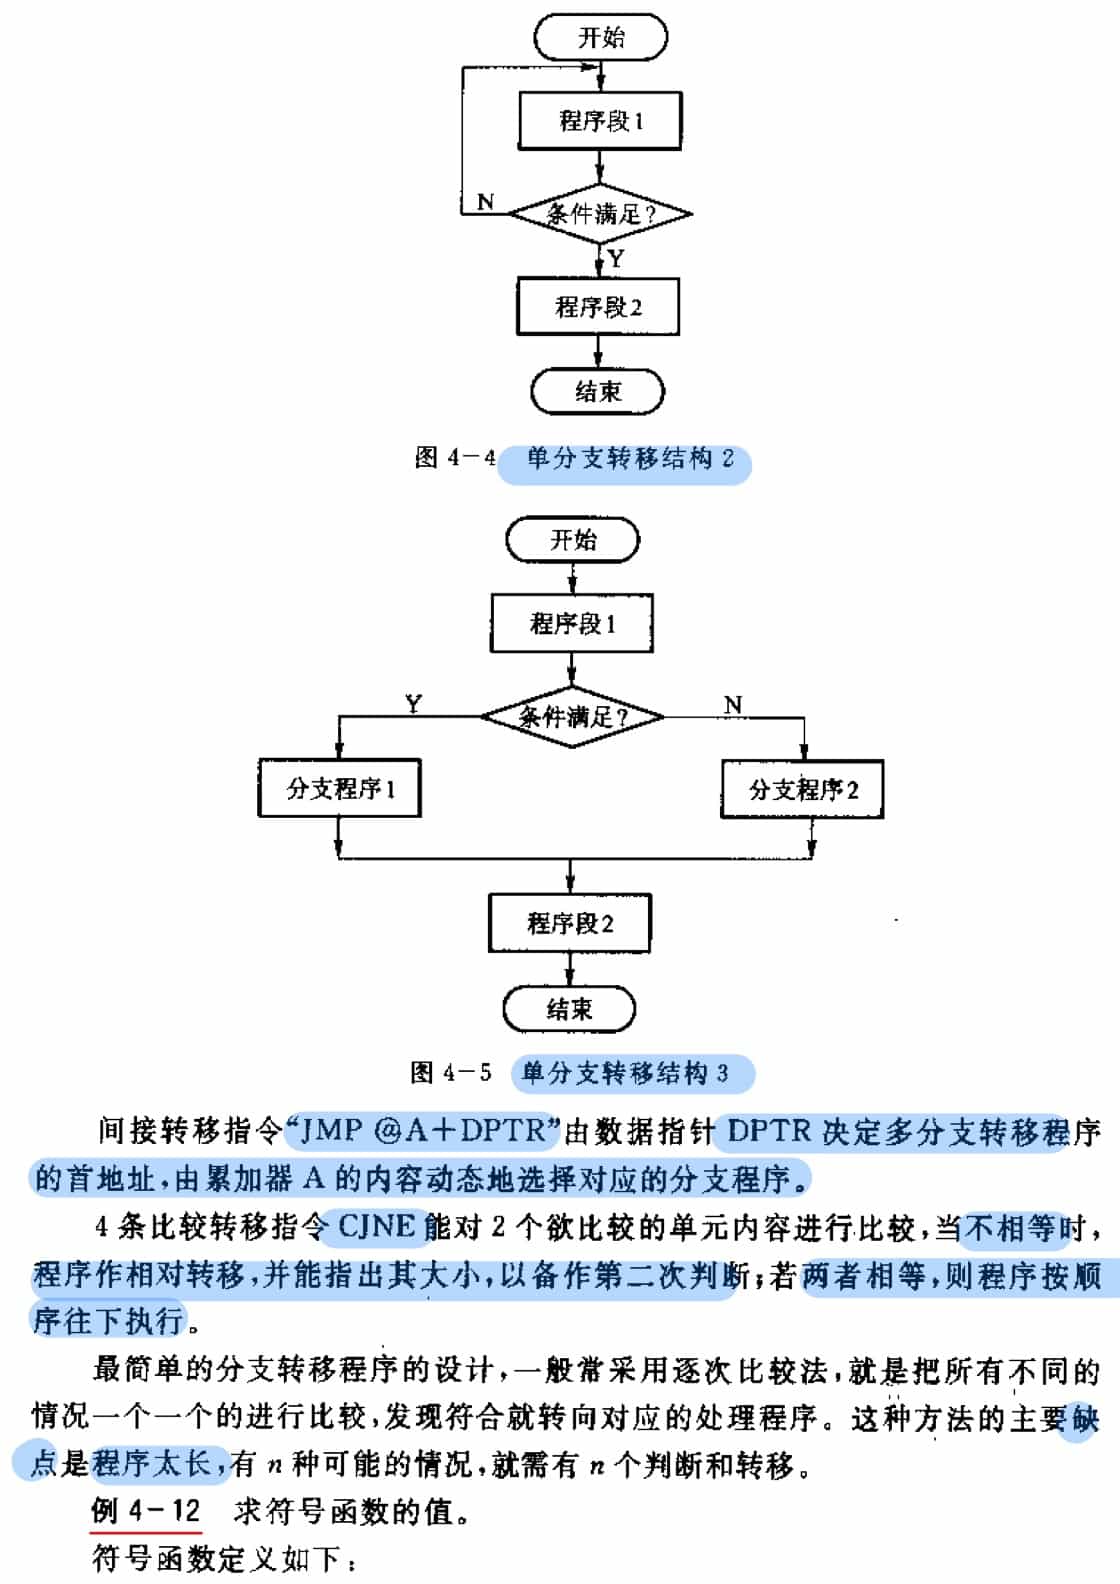 开始
程序段1
N
条件满足?
Y
程序段2
结束
图 4-4 单分支转移结构 2
开始
程序段1
Y
条件满足?
N
分支程序1
分支程序2
程序段2
结束
图 4-5 单分支转移结构 3
间接转移指令“JMP @A+DPTR”由数据指针 DPTR 决定多分支转移程序
的首地址,由累加器 A 的内容动态地选择对应的分支程序。
4 条比较转移指令 CJNE 能对 2 个欲比较的单元内容进行比较,当不相等时,
程序作相对转移,并能指出其大小,以备作第二次判断;若两者相等,则程序按顺
序往下执行。
最简单的分支转移程序的设计,一般常采用逐次比较法,就是把所有不同的
情况一个一个的进行比较,发现符合就转向对应的处理程序。这种方法的主要缺
点是程序太长,有 n 种可能的情况,就需有 n 个判断和转移。
例 4-12 求符号函数的值。
符号函数定义如下: